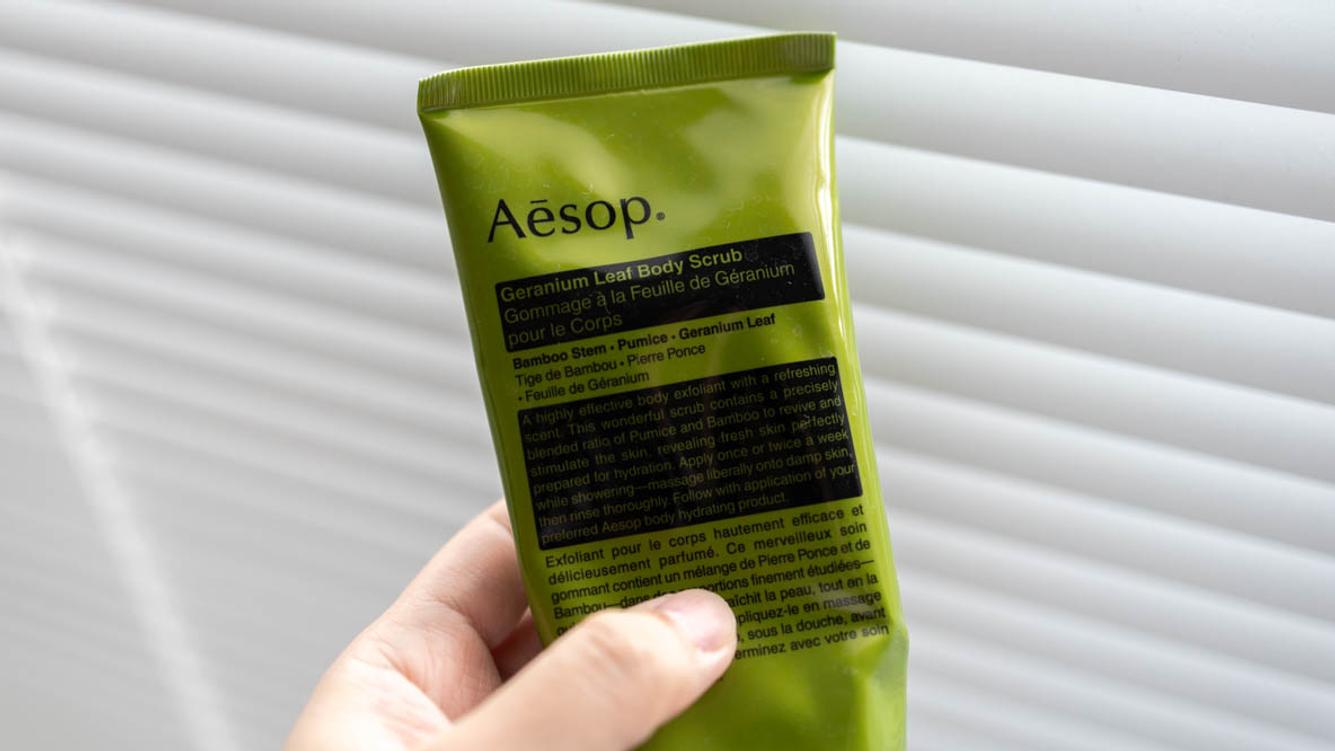 Aēsop®
Geranium Leaf Body Scrub
Gommage à la Feuille de Géranium
pour le Corps
Bamboo Stem • Pumice • Geranium Leaf
Tige de Bambou • Pierre Ponce
• Feuille de Géranium
A highly effective body exfoliant with a refreshing
scent. This wonderful scrub contains a precisely
blended ratio of Pumice and Bamboo to revive and
stimulate the skin, revealing fresh skin perfectly
prepared for hydration. Apply once or twice a week
while showering—massage liberally onto damp skin,
then rinse thoroughly. Follow with application of your
preferred Aesop body hydrating product.
Exfoliant pour le corps hautement efficace et
délicieusement parfumé. Ce merveilleux soin
gommant contient un mélange de Pierre Ponce et de
Bambou—dans finement étudiées—
la peau, tout en la
en massage
, sous la douche, avant
avec votre soin